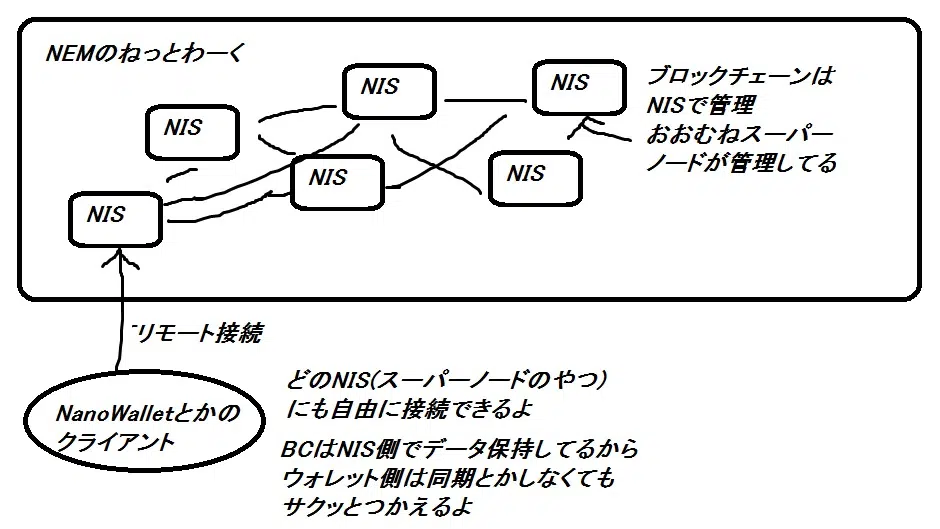 NEMのねっとわーく
NIS
NIS
NIS
NIS
NIS
NIS
ブロックチェーンは
NISで管理
おおむねスーパー
ノードが管理してる
リモート接続
NanoWalletとかの
クライアント
どのNIS(スーパーノードのやつ)
にも自由に接続できるよ
BCはNIS側でデータ保持してるから
ウォレット側は同期とかしなくても
サクッとつかえるよ